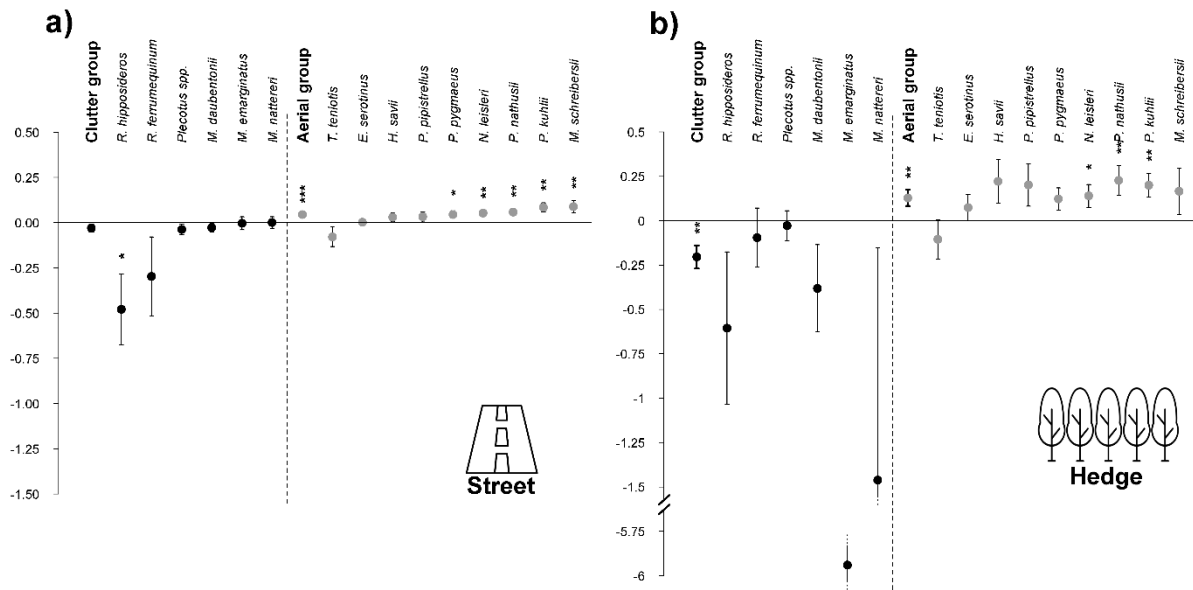 a)
Clutter group
R. hipposideros
R. ferrumequinum
Plecotus spp.
M. daubentonii
M. emarginatus
M. nattereri
Aerial group
T. teniotis
E. serotinus
H. savii
P. pipistrellus
P. pygmaeus
N. leisleri
P. nathusii
P. kuhlii
M. schreibersii
0.50
0.25
0.00
-0.25
-0.50
-0.75
-1.00
-1.25
-1.50
*
***
*
**
**
**
**
Street
b)
Clutter group
R. hipposideros
R. ferrumequinum
Plecotus spp.
M. daubentonii
M. emarginatus
M. nattereri
Aerial group
T. teniotis
E. serotinus
H. savii
P. pipistrellus
P. pygmaeus
N. leisleri
P. nathusii
P. kuhlii
M. schreibersii
0.5
0.25
0
-0.25
-0.5
-0.75
-1
-1.25
-1.5
-5.75
-6
**
**
*
**
**
Hedge